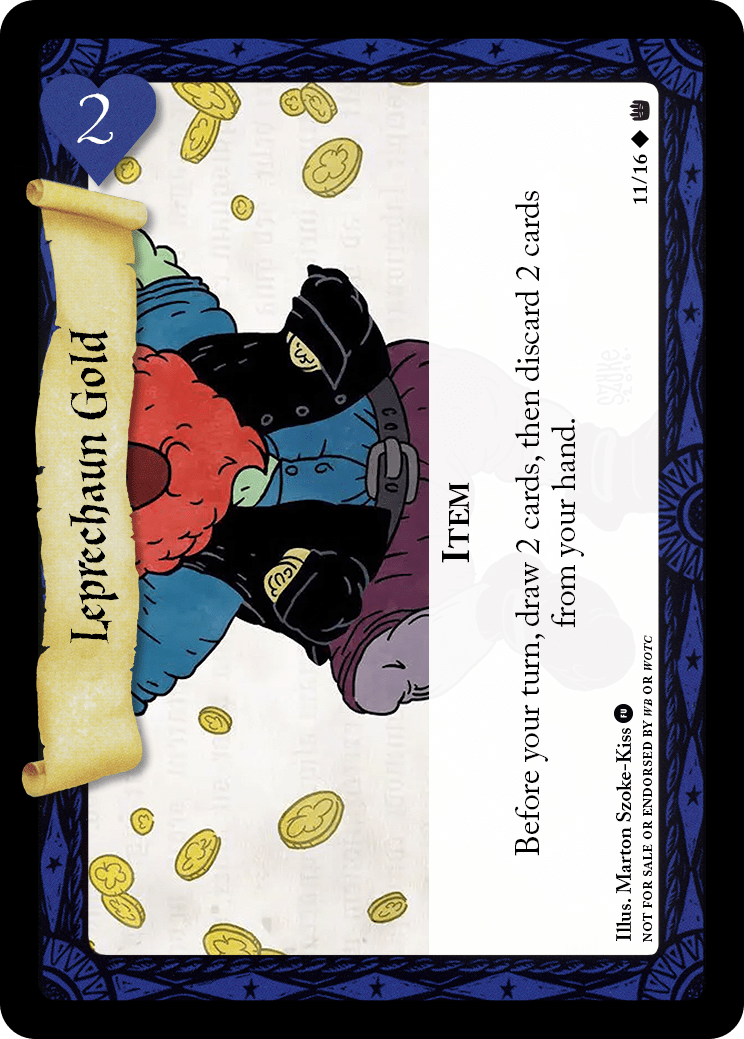 2
Leprechaun Gold
ITEM
Before your turn, draw 2 cards, then discard 2 cards
from your hand.
Illus. Marton Szoke-Kiss FU
NOT FOR SALE OR ENDORSED BY WB OR WOTC
11/16